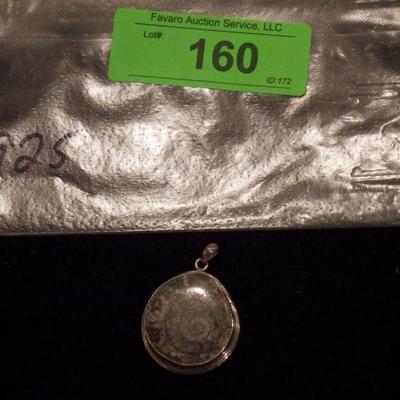 Favaro Auction Service, LLC
Lot#:
160
ID:172
925